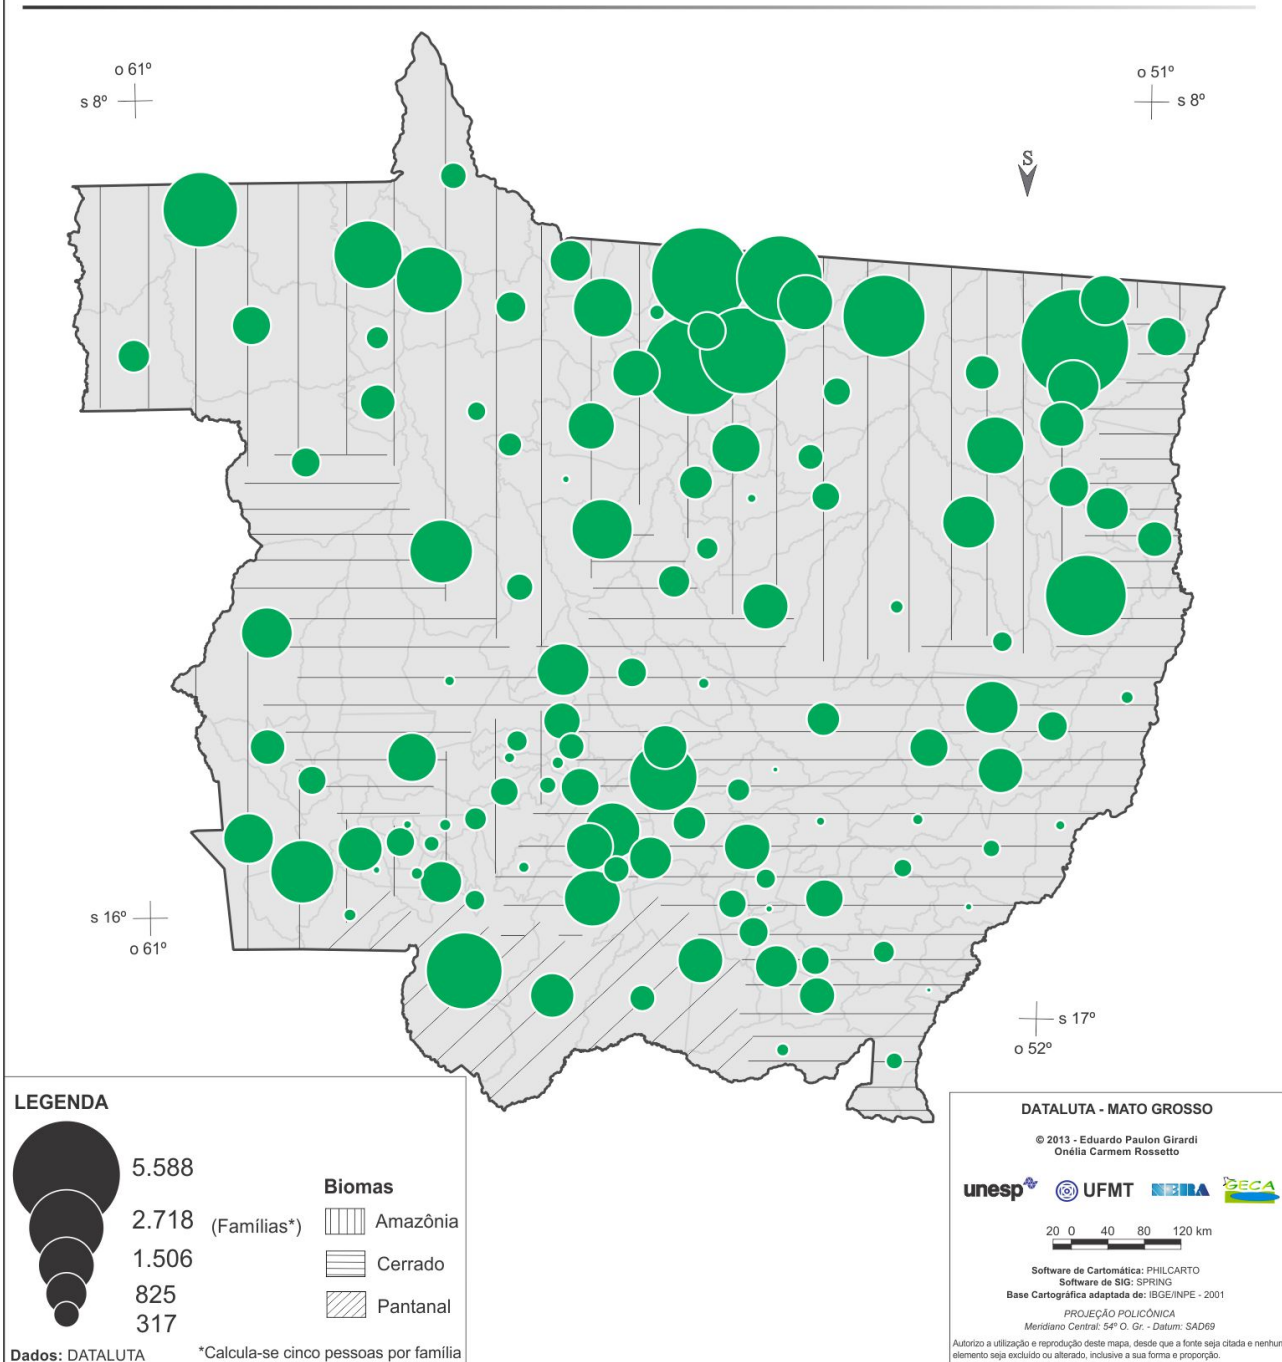 o 61º
s 8º
o 51º
s 8º
S
s 16º
o 61º
s 17º
o 52º
LEGENDA
5.588
2.718 (Famílias*)
1.506
825
317
Biomas
Amazônia
Cerrado
Pantanal
Dados: DATALUTA
*Calcula-se cinco pessoas por família
DATALUTA - MATO GROSSO
© 2013 - Eduardo Paulon Girardi
Onélia Carmem Rossetto
unesp UFMT NERA GECA
20 0 40 80 120 km
Software de Cartomática: PHILCARTO
Software de SIG: SPRING
Base Cartográfica adaptada de: IBGE/INPE - 2001
PROJEÇÃO POLICÔNICA
Meridiano Central: 54º O. Gr. - Datum: SAD69
Autorizo a utilização e reprodução deste mapa, desde que a fonte seja citada e nenhum
elemento seja excluído ou alterado, inclusive a sua forma e proporção.